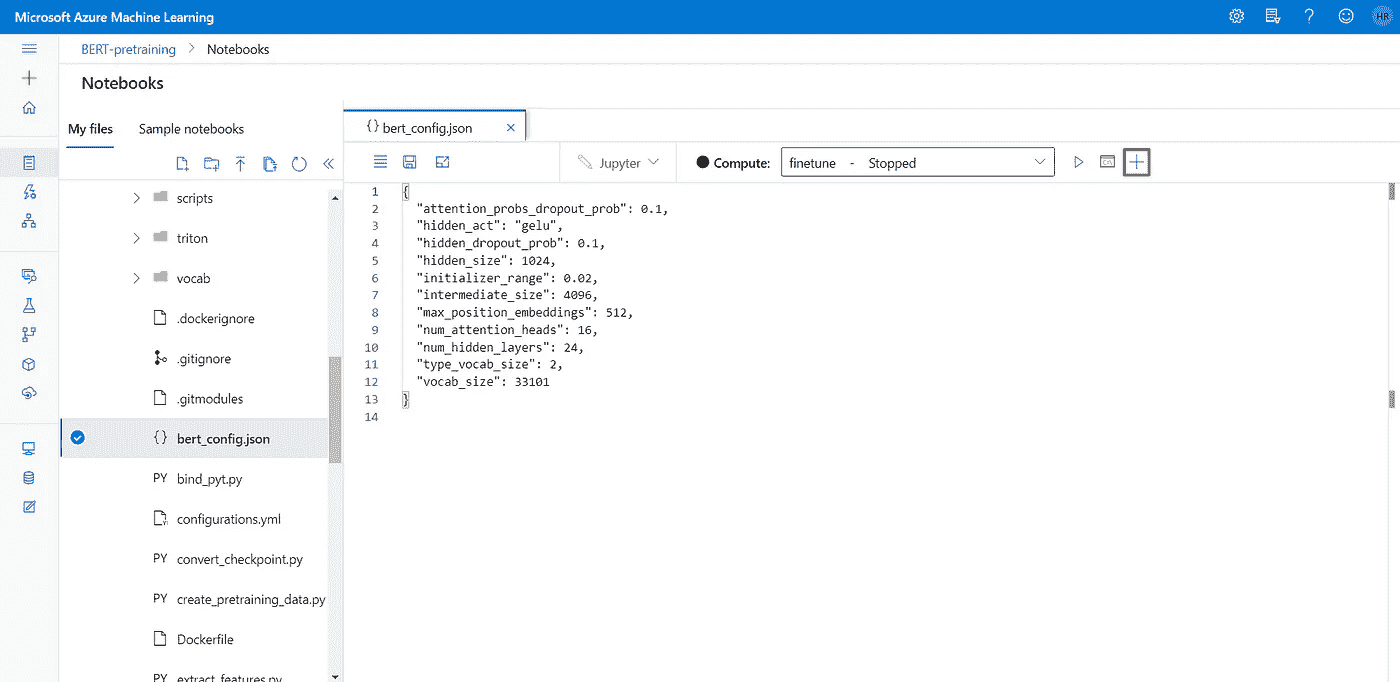 Microsoft Azure Machine Learning
HR
BERT-pretraining > Notebooks
Notebooks
My files Sample notebooks
{} bert_config.json ×
Jupyter Compute: finetune - Stopped
scripts
triton
vocab
.dockerignore
.gitignore
.gitmodules
{} bert_config.json
PY bind_pyt.py
configurations.yml
PY convert_checkpoint.py
PY create_pretraining_data.py
Dockerfile
PY extract_features.py
1 {
2 "attention_probs_dropout_prob": 0.1,
3 "hidden_act": "gelu",
4 "hidden_dropout_prob": 0.1,
5 "hidden_size": 1024,
6 "initializer_range": 0.02,
7 "intermediate_size": 4096,
8 "max_position_embeddings": 512,
9 "num_attention_heads": 16,
10 "num_hidden_layers": 24,
11 "type_vocab_size": 2,
12 "vocab_size": 33101
13 }
14